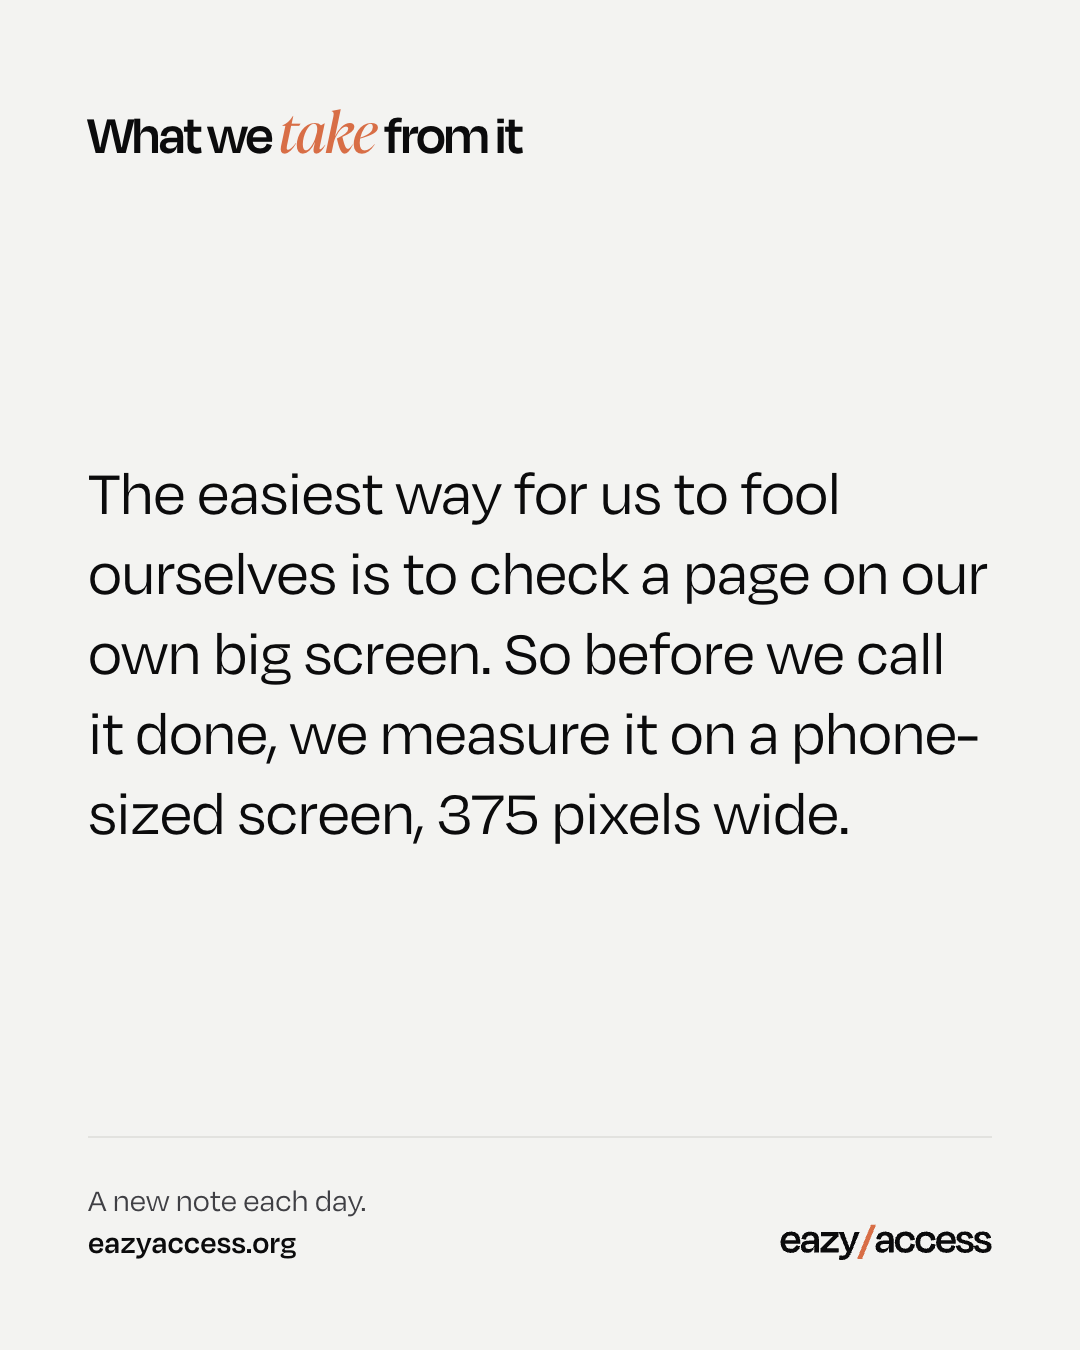 What we take from it
The easiest way for us to fool
ourselves is to check a page on our
own big screen. So before we call
it done, we measure it on a phone-
sized screen, 375 pixels wide.
A new note each day.
eazyaccess.org
eazy/access